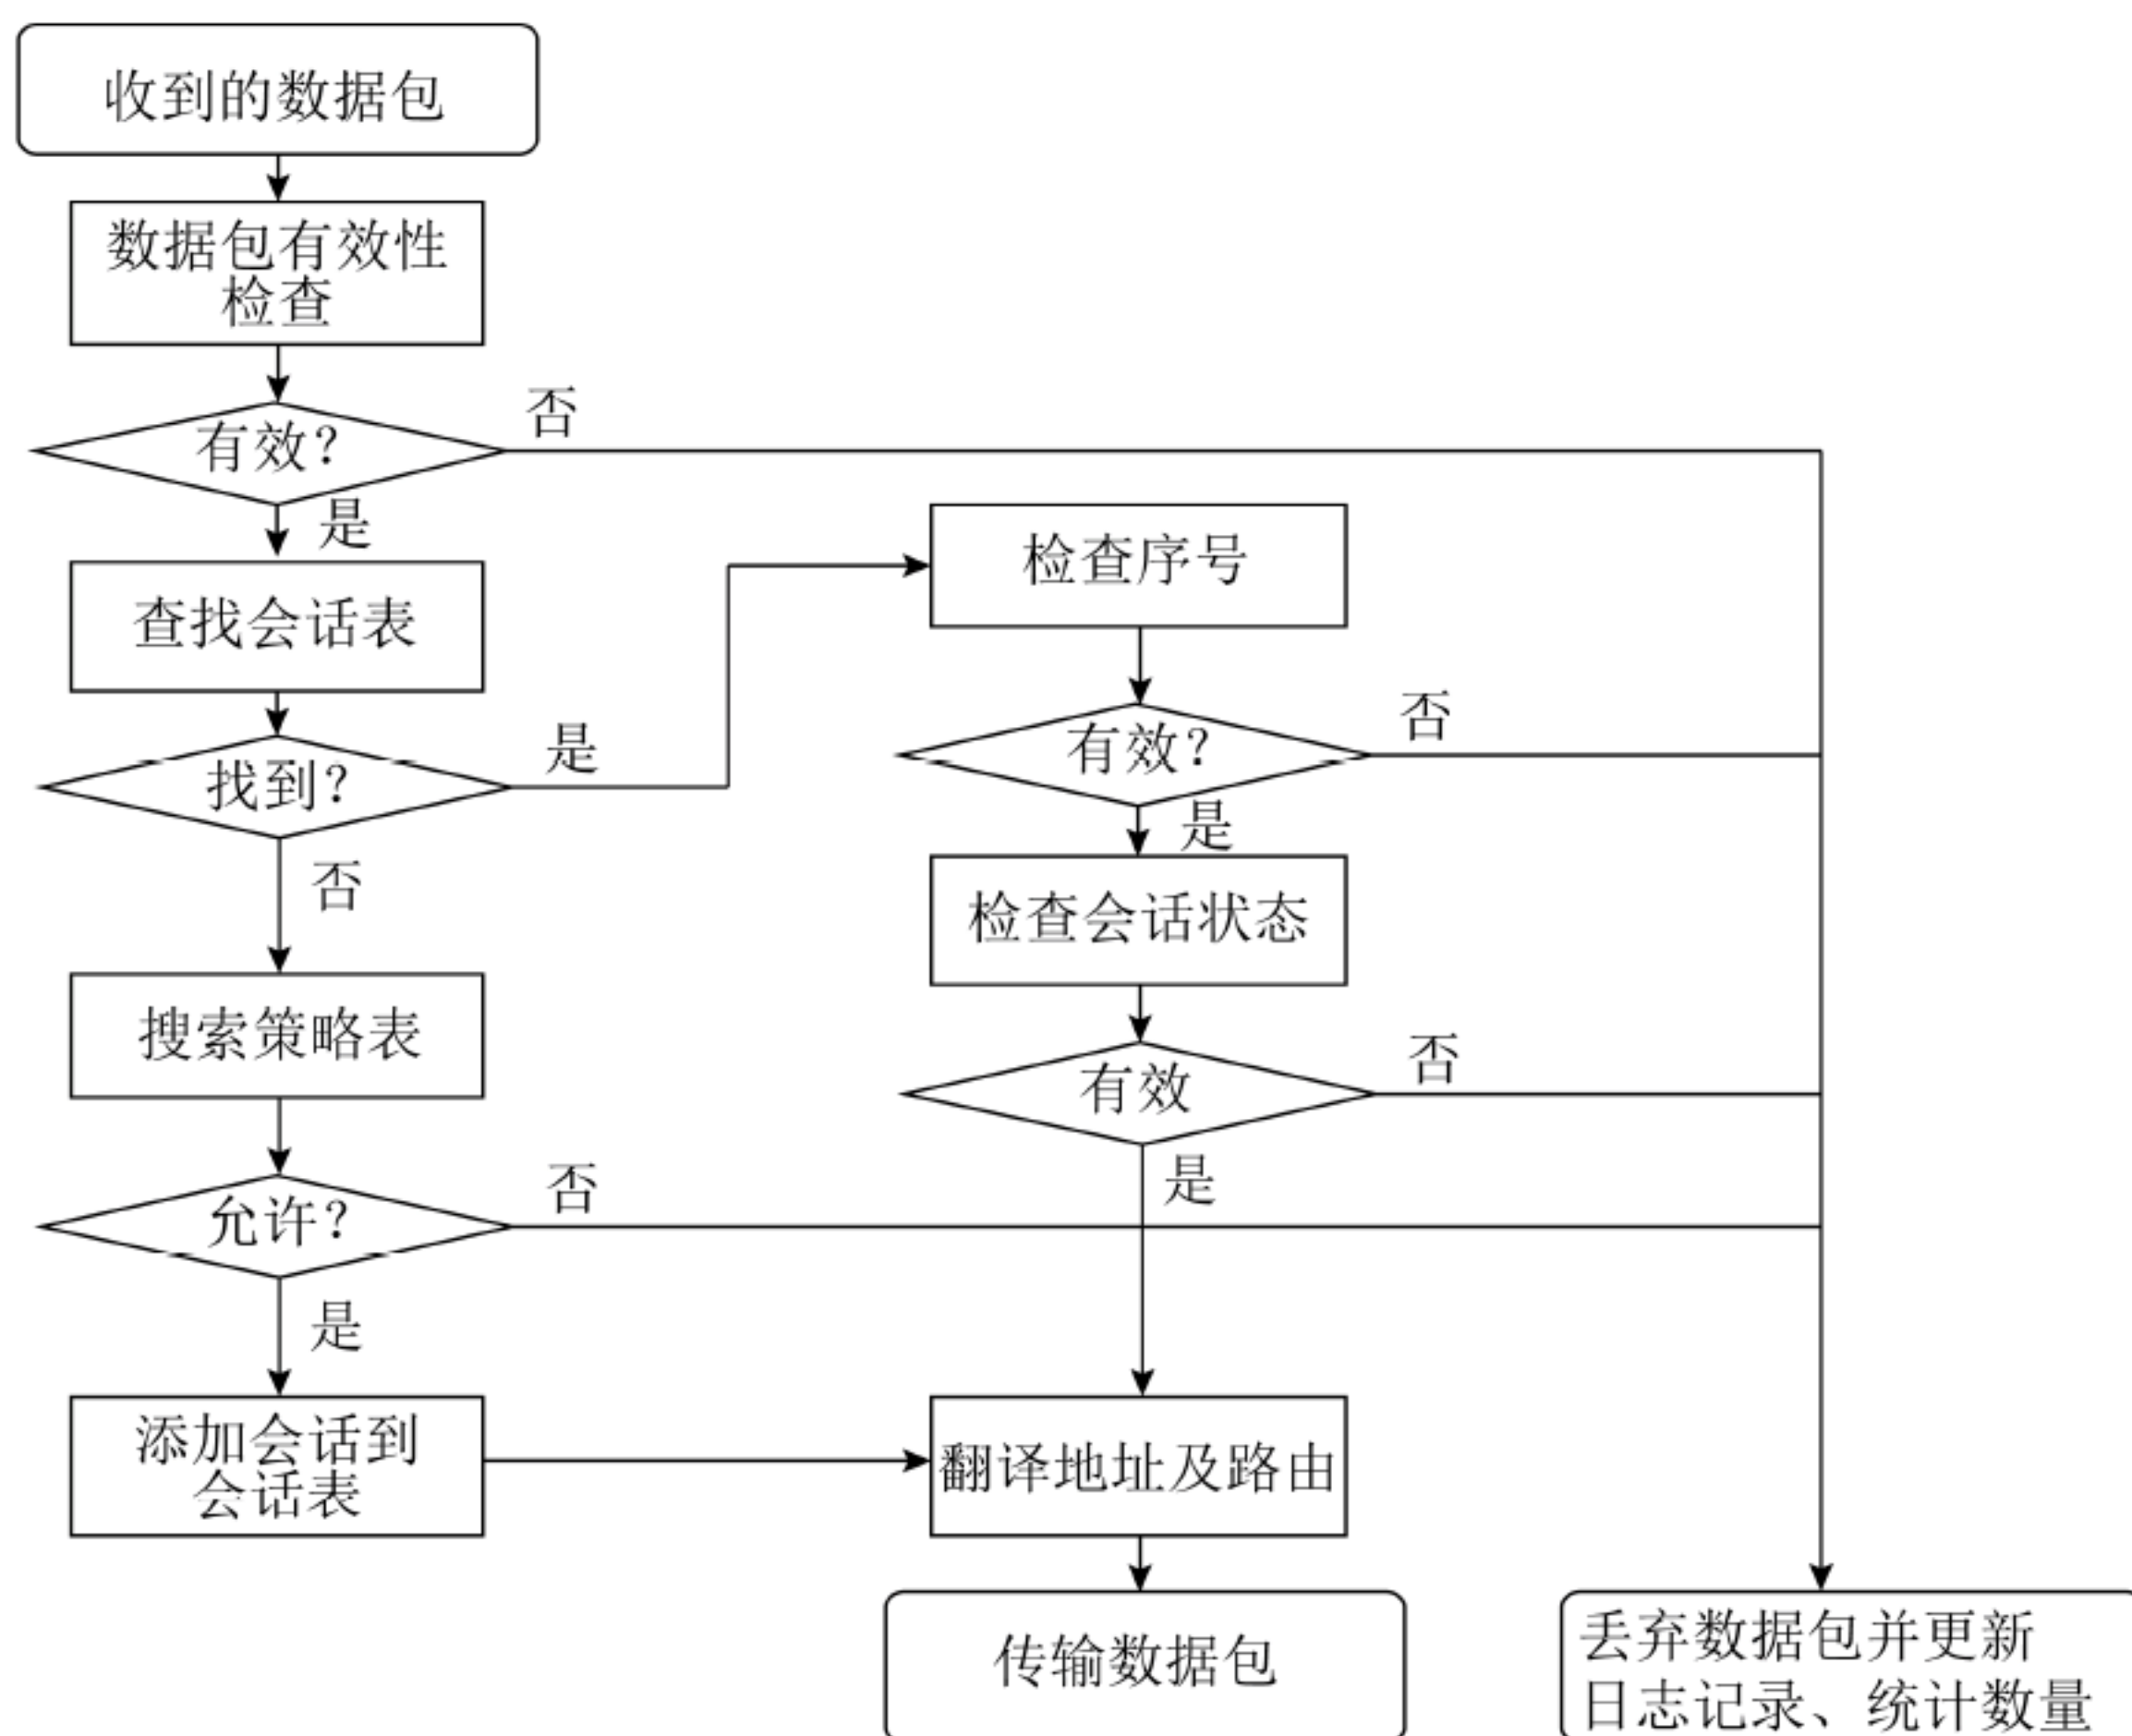 收到的数据包
数据包有效性
检查
有效?
否
是
查找会话表
找到?
是
否
搜索策略表
允许?
否
是
添加会话到
会话表
检查序号
有效?
否
是
检查会话状态
有效
否
是
翻译地址及路由
传输数据包
丢弃数据包并更新
日志记录、统计数量